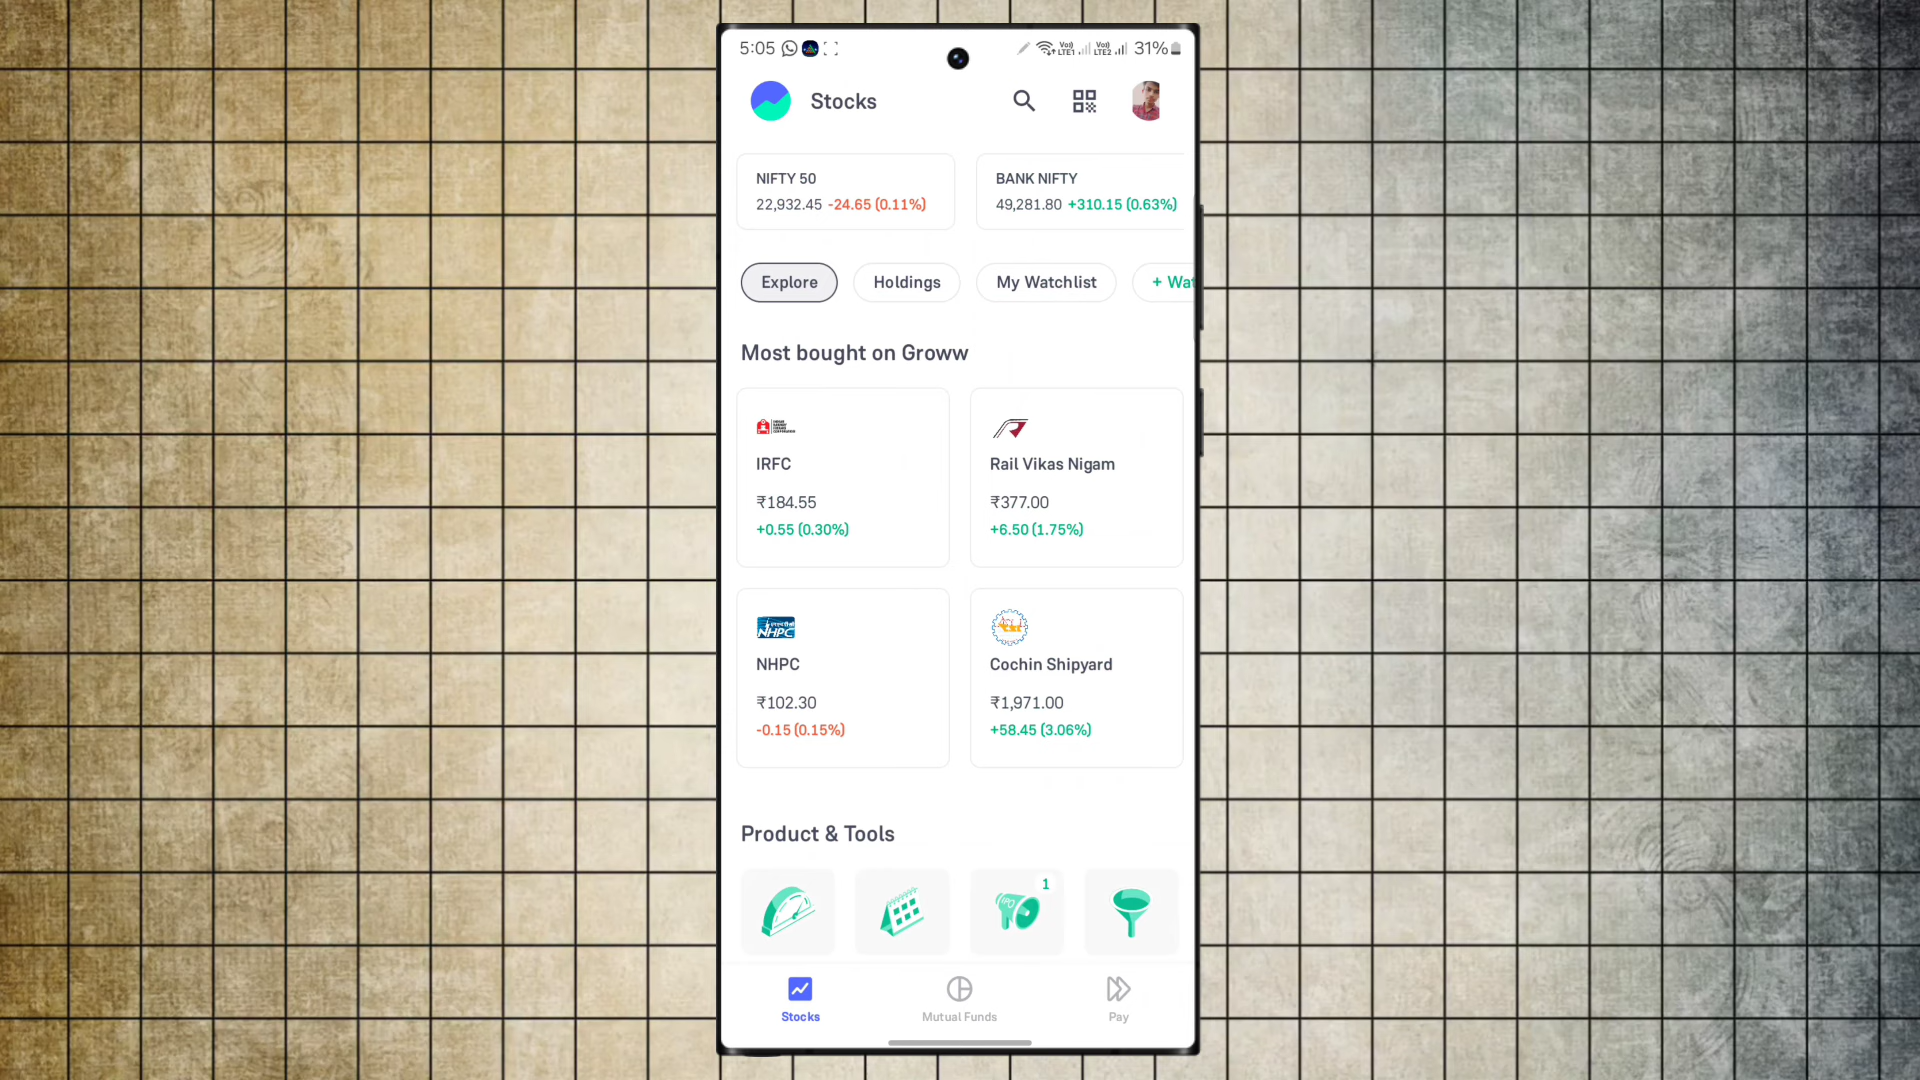 5:05 31%
Stocks
NIFTY 50
22,932.45 -24.65 (0.11%)
BANK NIFTY
49,281.80 +310.15 (0.63%)
Explore
Holdings
My Watchlist
+ Wat
Most bought on Groww
IRFC
₹184.55
+0.55 (0.30%)
Rail Vikas Nigam
₹377.00
+6.50 (1.75%)
NHPC
NHPC
₹102.30
-0.15 (0.15%)
Cochin Shipyard
₹1,971.00
+58.45 (3.06%)
Product & Tools
IPO
1
Stocks
Mutual Funds
Pay